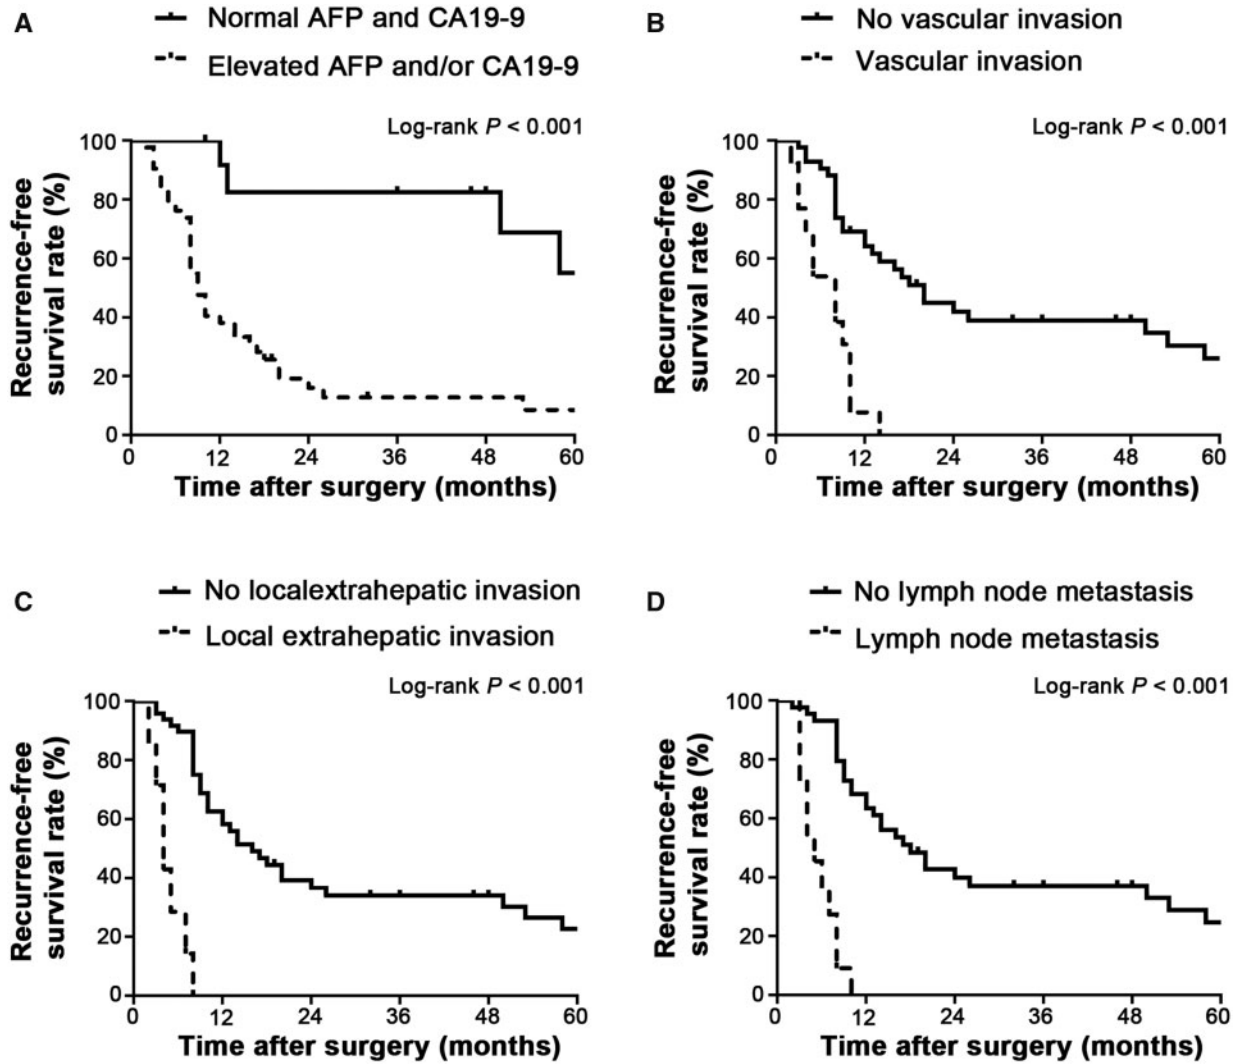 A
Normal AFP and CA19-9
Elevated AFP and/or CA19-9
Log-rank P < 0.001
Recurrence-free
survival rate (%)
100
80
60
40
20
0
0 12 24 36 48 60
Time after surgery (months)
B
No vascular invasion
Vascular invasion
Log-rank P < 0.001
Recurrence-free
survival rate (%)
100
80
60
40
20
0
0 12 24 36 48 60
Time after surgery (months)
C
No localextrahepatic invasion
Local extrahepatic invasion
Log-rank P < 0.001
Recurrence-free
survival rate (%)
100
80
60
40
20
0
0 12 24 36 48 60
Time after surgery (months)
D
No lymph node metastasis
Lymph node metastasis
Log-rank P < 0.001
Recurrence-free
survival rate (%)
100
80
60
40
20
0
0 12 24 36 48 60
Time after surgery (months)